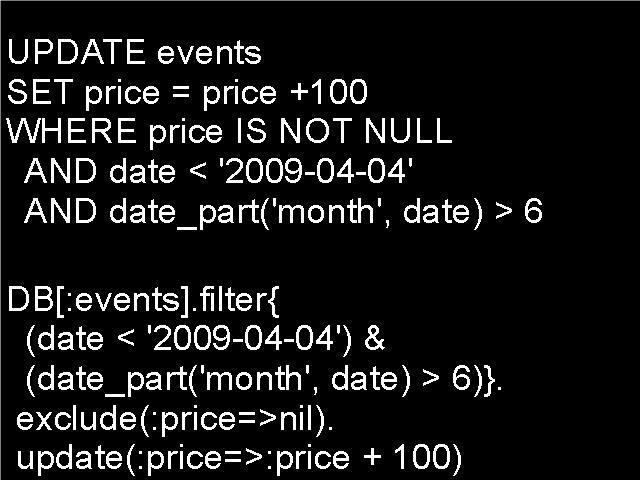 UPDATE events
SET price = price +100
WHERE price IS NOT NULL
AND date < '2009-04-04'
AND date_part('month', date) > 6
DB[:events].filter{
(date < '2009-04-04') &
(date_part('month', date) > 6)}.
exclude(:price=>nil).
update(:price=>:price + 100)